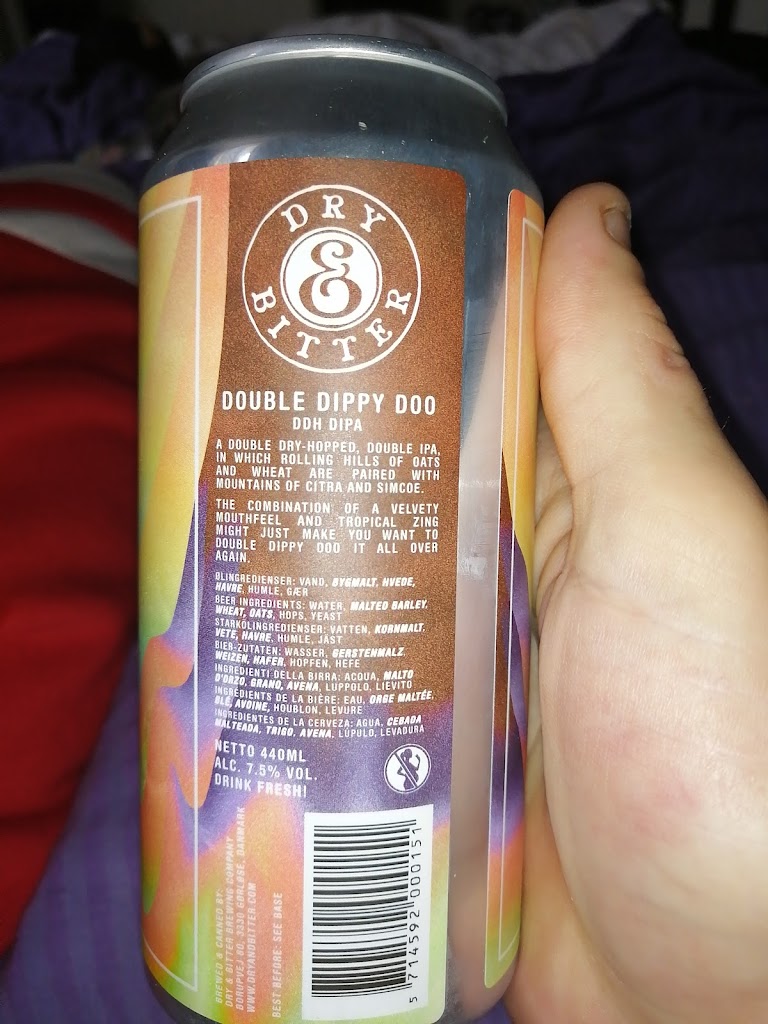 DRY
&
BITTER
DOUBLE DIPPY DOO
DDH DIPA
A DOUBLE DRY-HOPPED, DOUBLE IPA,
IN WHICH ROLLING HILLS OF OATS
AND WHEAT ARE PAIRED WITH
MOUNTAINS OF CITRA AND SIMCOE.
THE COMBINATION OF A VELVETY
MOUTHFEEL AND TROPICAL ZING
MIGHT JUST MAKE YOU WANT TO
DOUBLE DIPPY DOO IT ALL OVER
AGAIN.
ØLINGREDIENSER: VAND, BYGMALT, HVEDE,
HAVRE, HUMLE, GÆR
BEER INGREDIENTS: WATER, MALTED BARLEY,
WHEAT, OATS, HOPS, YEAST
STARKÖLINGREDIENSER: VATTEN, KORNMALT,
VETE, HAVRE, HUMLE, JÄST
BIER-ZUTATEN: WASSER, GERSTENMALZ,
WEIZEN, HAFER, HOPFEN, HEFE
INGREDIENTI DELLA BIRRA: ACQUA, MALTO
D'ORZO, GRANO, AVENA, LUPPOLO, LIEVITO
INGRÉDIENTS DE LA BIÈRE: EAU, ORGE MALTÉE,
BLÉ, AVOINE, HOUBLON, LEVURE
INGREDIENTES DE LA CERVEZA: AGUA, CEBADA
MALTEADA, TRIGO, AVENA, LÚPULO, LEVADURA
NETTO 440ML
ALC. 7.5% VOL.
DRINK FRESH!
BREWED & CANNED BY:
DRY & BITTER BREWING COMPANY
BORUPVEJ 80, 3330 GØRLØSE, DANMARK
WWW.DRYANDBITTER.COM
BEST BEFORE: SEE BASE
5 714592 000151